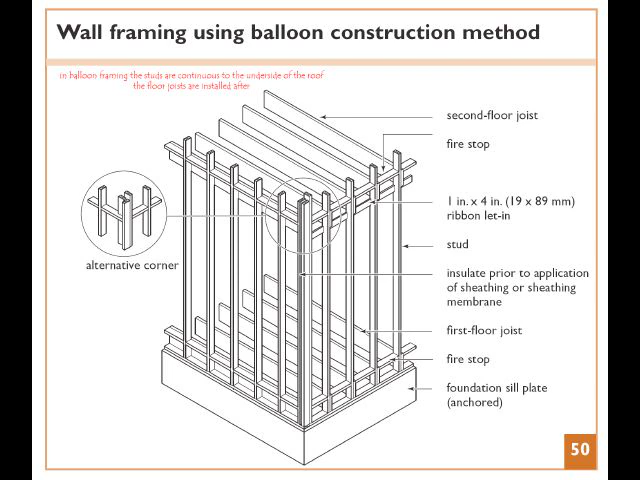 Wall framing using balloon construction method
in balloon framing the studs are continuous to the underside of the roof
the floor joists are installed after
second-floor joist
fire stop
1 in. x 4 in. (19 x 89 mm)
ribbon let-in
stud
alternative corner
insulate prior to application
of sheathing or sheathing
membrane
first-floor joist
fire stop
foundation sill plate
(anchored)
50